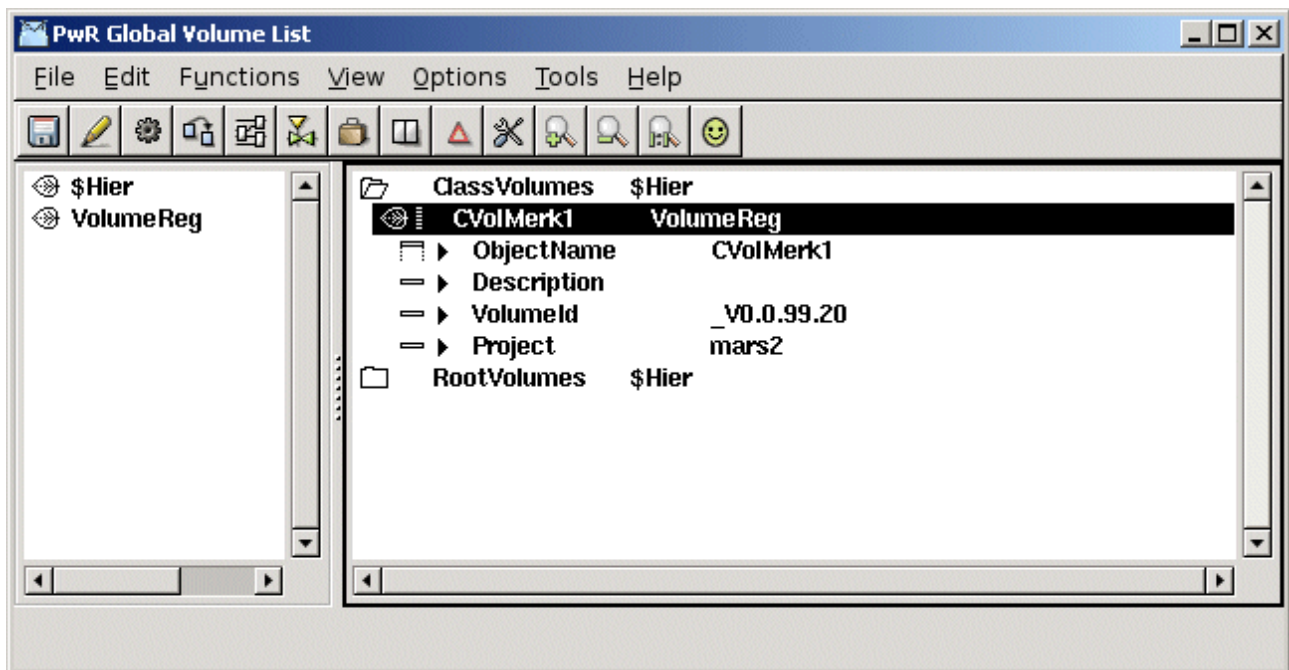 PwR Global Volume List
File Edit Functions View Options Tools Help
$Hier
VolumeReg
ClassVolumes $Hier
CVolMerk1 VolumeReg
ObjectName CVolMerk1
Description
VolumeId _V0.0.99.20
Project mars2
RootVolumes $Hier